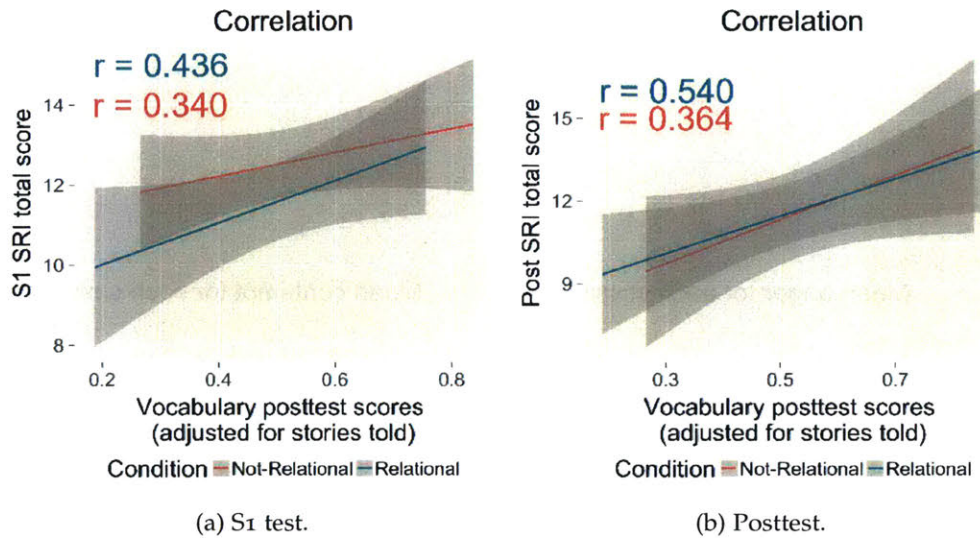 Correlation
r = 0.436
r = 0.340
S1 SRI total score
14
12
10
8
0.2
0.4
0.6
0.8
Vocabulary posttest scores
(adjusted for stories told)
Condition Not-Relational Relational
(a) S1 test.
Correlation
r = 0.540
r = 0.364
Post SRI total score
15
12
9
0.3
0.5
0.7
Vocabulary posttest scores
(adjusted for stories told)
Condition Not-Relational Relational
(b) Posttest.